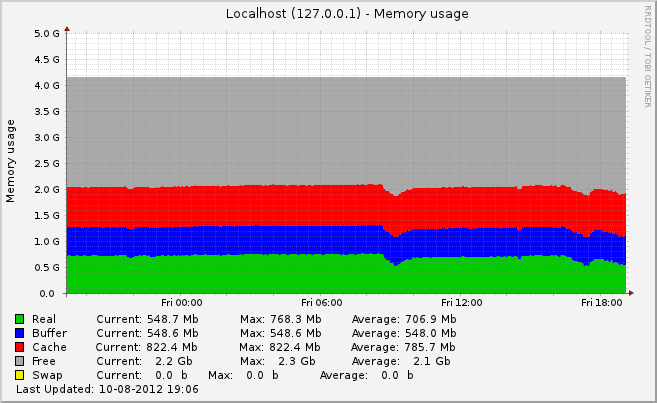 Localhost (127.0.0.1) - Memory usage
RRDTOOL / TOBI OETIKER
Memory usage
5.0 G
4.5 G
4.0 G
3.5 G
3.0 G
2.5 G
2.0 G
1.5 G
1.0 G
0.5 G
0.0
Fri 00:00 Fri 06:00 Fri 12:00 Fri 18:00
Real Current: 548.7 Mb Max: 768.3 Mb Average: 706.9 Mb
Buffer Current: 548.6 Mb Max: 548.6 Mb Average: 548.0 Mb
Cache Current: 822.4 Mb Max: 822.4 Mb Average: 785.7 Mb
Free Current: 2.2 Gb Max: 2.3 Gb Average: 2.1 Gb
Swap Current: 0.0 b Max: 0.0 b Average: 0.0 b
Last Updated: 10-08-2012 19:06